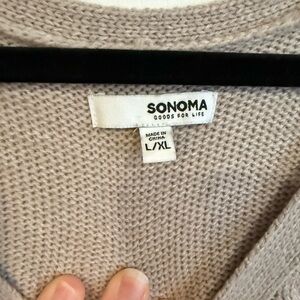 SONOMA
GOODS FOR LIFE
MADE IN
CHINA
L/XL